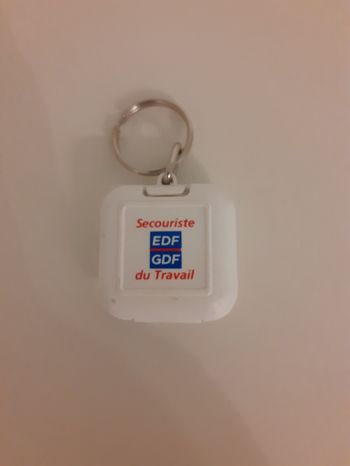 Secouriste
EDF
GDF
du Travail